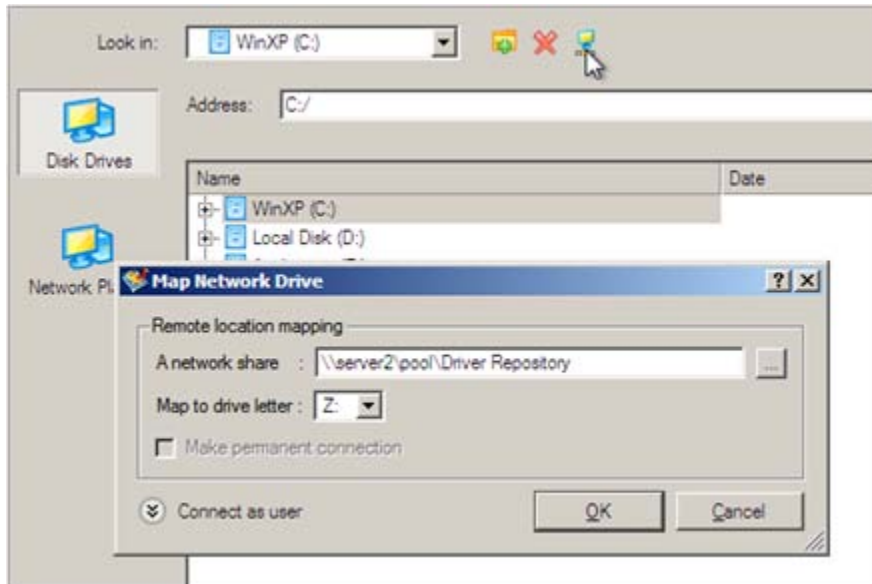 Look in: WinXP (C:)
Address: C:/
Disk Drives
Name Date
WinXP (C:)
Local Disk (D:)
Network
Map Network Drive
Remote location mapping
A network share : \\server2\pool\Driver Repository ...
Map to drive letter : Z:
Make permanent connection
Connect as user OK Cancel